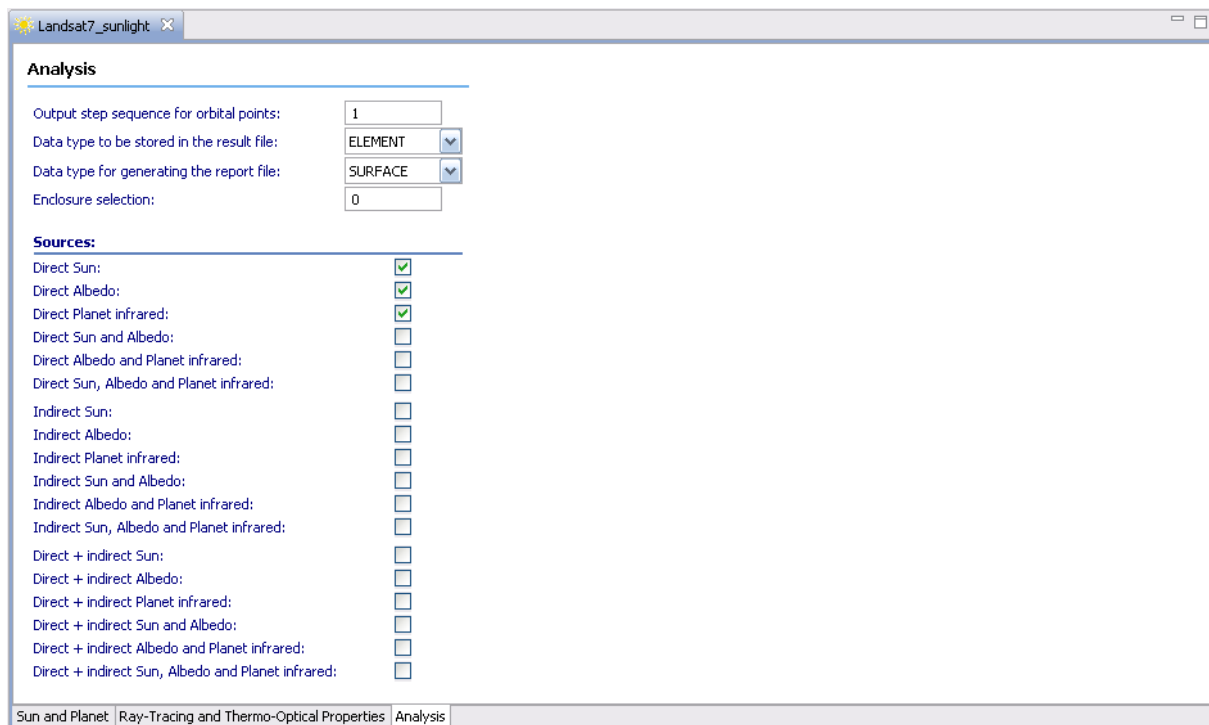 Landsat7_sunlight
Analysis
Output step sequence for orbital points: 1
Data type to be stored in the result file: ELEMENT
Data type for generating the report file: SURFACE
Enclosure selection: 0
Sources:
Direct Sun:
Direct Albedo:
Direct Planet infrared:
Direct Sun and Albedo:
Direct Albedo and Planet infrared:
Direct Sun, Albedo and Planet infrared:
Indirect Sun:
Indirect Albedo:
Indirect Planet infrared:
Indirect Sun and Albedo:
Indirect Albedo and Planet infrared:
Indirect Sun, Albedo and Planet infrared:
Direct + indirect Sun:
Direct + indirect Albedo:
Direct + indirect Planet infrared:
Direct + indirect Sun and Albedo:
Direct + indirect Albedo and Planet infrared:
Direct + indirect Sun, Albedo and Planet infrared:
Sun and Planet Ray-Tracing and Thermo-Optical Properties Analysis